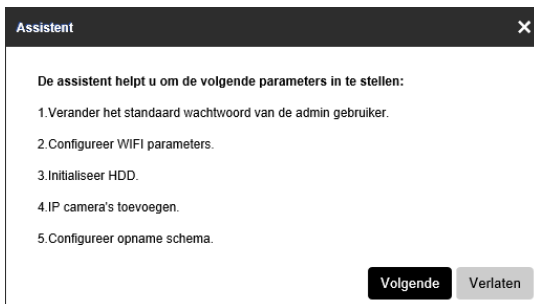 Assistent
De assistent helpt u om de volgende parameters in te stellen:
1.Verander het standaard wachtwoord van de admin gebruiker.
2.Configureer WIFI parameters.
3.Initialiseer HDD.
4.IP camera's toevoegen.
5.Configureer opname schema.
Volgende Verlaten